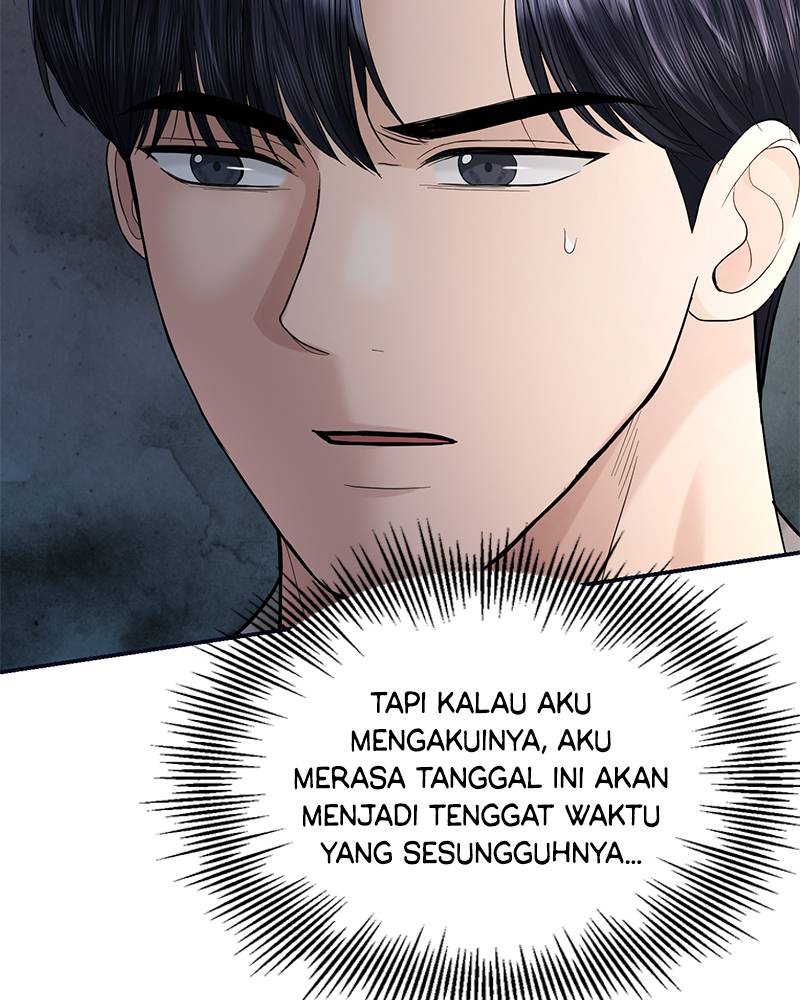 TAPI KALAU AKU
MENGAKUINYA, AKU
MERASA TANGGAL INI AKAN
MENJADI TENGGAT WAKTU
YANG SESUNGGUHNYA...